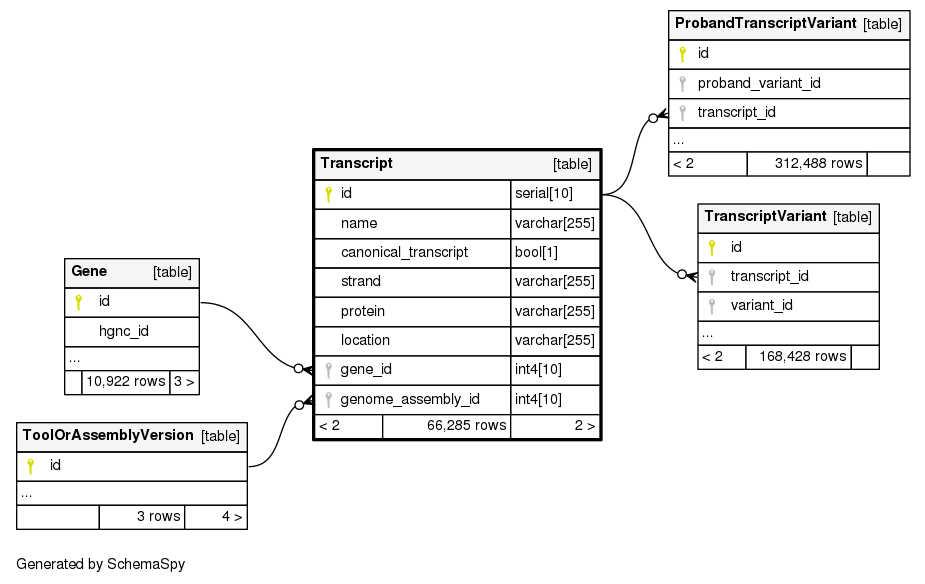 ProbandTranscriptVariant [table]
id
proband_variant_id
transcript_id
...
< 2 312,488 rows
Transcript [table]
id serial[10]
name varchar[255]
canonical_transcript bool[1]
strand varchar[255]
protein varchar[255]
location varchar[255]
gene_id int4[10]
genome_assembly_id int4[10]
< 2 66,285 rows 2 >
TranscriptVariant [table]
id
transcript_id
variant_id
...
< 2 168,428 rows
Gene [table]
id
hgnc_id
...
10,922 rows 3 >
ToolOrAssemblyVersion [table]
id
...
3 rows 4 >
Generated by SchemaSpy